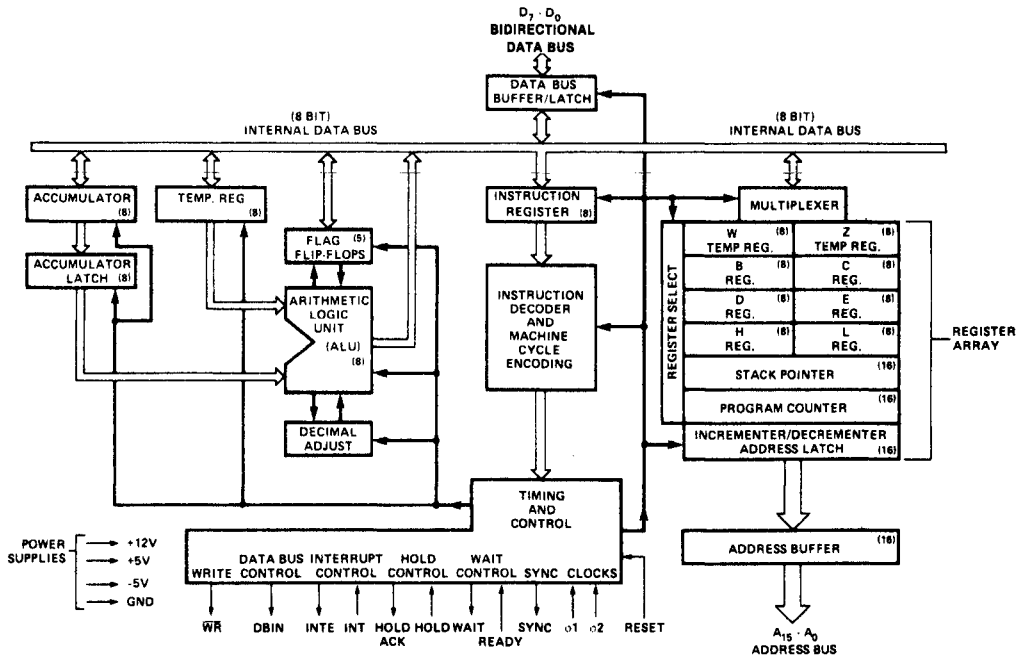 D₇ - D₀
BIDIRECTIONAL
DATA BUS
DATA BUS
BUFFER/LATCH
(8 BIT)
INTERNAL DATA BUS
(8 BIT)
INTERNAL DATA BUS
ACCUMULATOR
(8)
TEMP. REG
(8)
INSTRUCTION
REGISTER (8)
MULTIPLEXER
ACCUMULATOR
LATCH (8)
FLAG (5)
FLIP-FLOPS
ARITHMETIC
LOGIC
UNIT
(ALU)
(8)
DECIMAL
ADJUST
INSTRUCTION
DECODER
AND
MACHINE
CYCLE
ENCODING
REGISTER SELECT
W (8)
TEMP REG.
Z (8)
TEMP REG.
B (8)
REG.
C (8)
REG.
D (8)
REG.
E (8)
REG.
H (8)
REG.
L (8)
REG.
STACK POINTER (16)
PROGRAM COUNTER (16)
INCREMENTER/DECREMENTER
ADDRESS LATCH (16)
REGISTER
ARRAY
TIMING
AND
CONTROL
ADDRESS BUFFER (16)
A₁₅ - A₀
ADDRESS BUS
POWER
SUPPLIES
+12V
+5V
-5V
GND
WRITE
DATA BUS
CONTROL
INTERRUPT
CONTROL
HOLD
CONTROL
WAIT
CONTROL
SYNC
CLOCKS
W̅R̅
DBIN
INTE
INT
HOLD
ACK
HOLD
WAIT
READY
SYNC
φ1
φ2
RESET